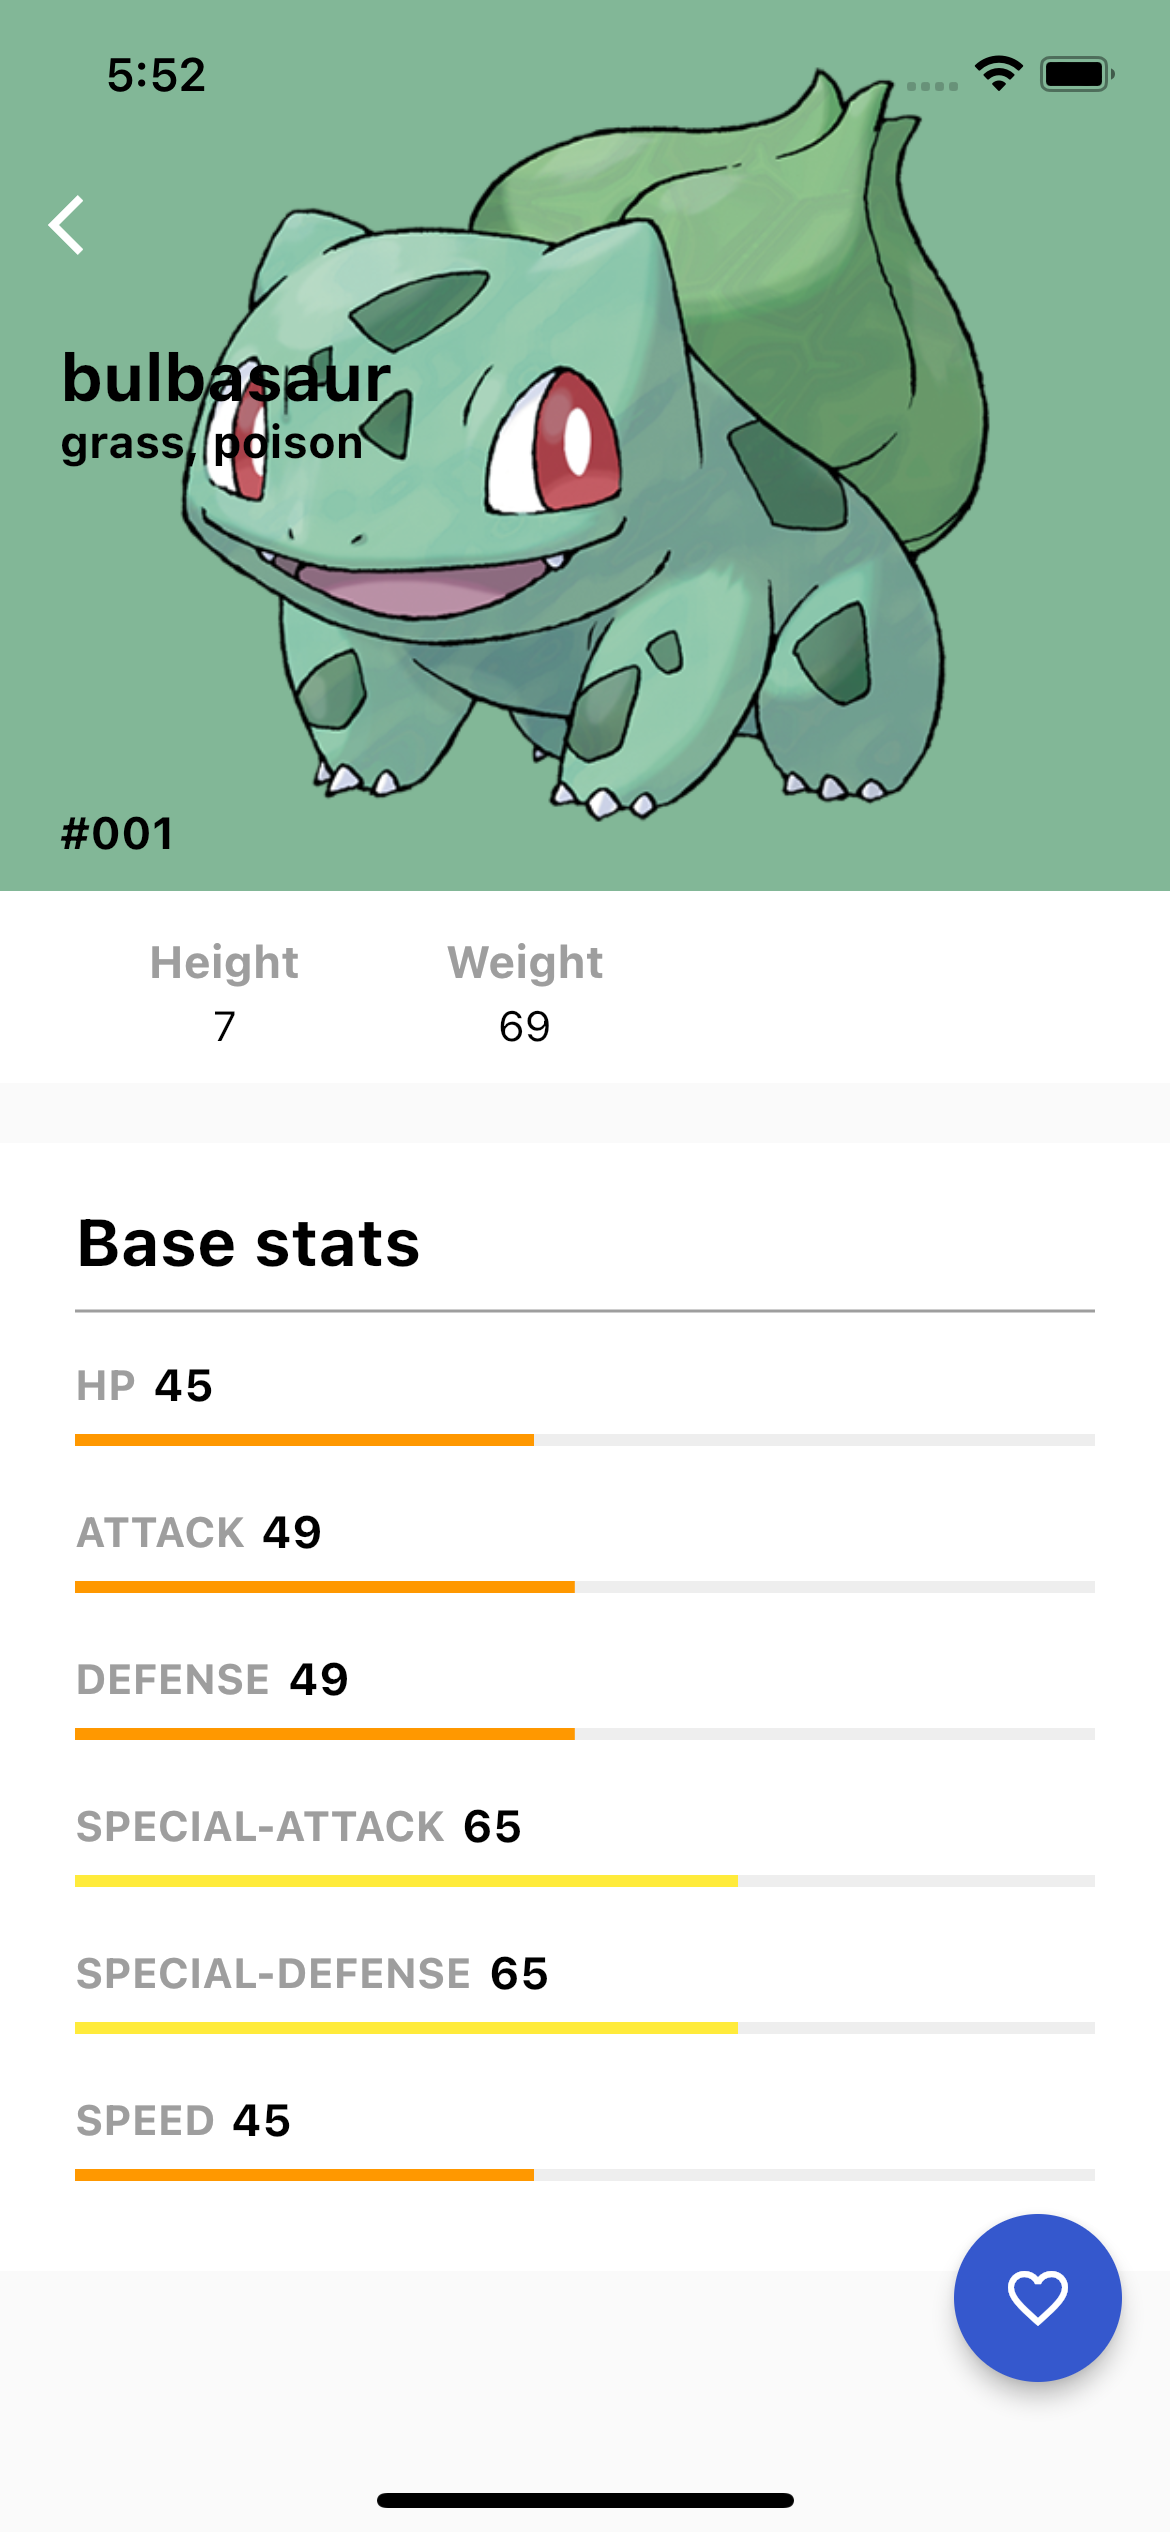 5:52
bulbasaur
grass, poison
#001
Height Weight
7 69
Base stats
HP 45
ATTACK 49
DEFENSE 49
SPECIAL-ATTACK 65
SPECIAL-DEFENSE 65
SPEED 45